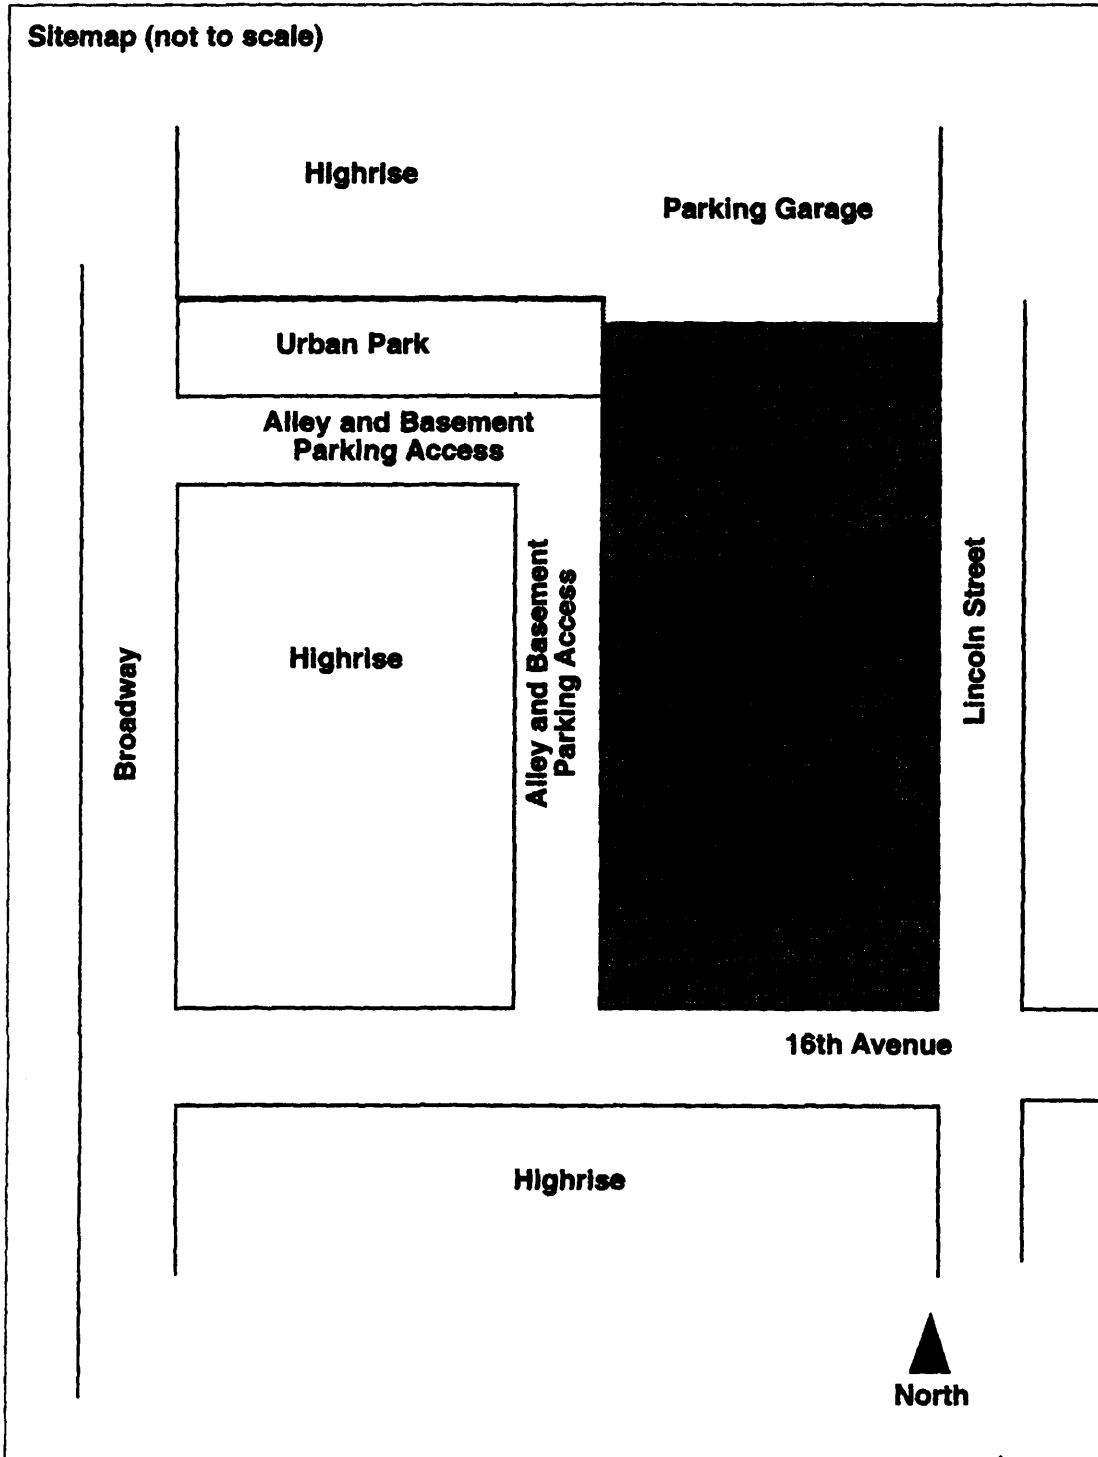 Sitemap (not to scale)
Highrise
Parking Garage
Urban Park
Alley and Basement
Parking Access
Highrise
Alley and Basement
Parking Access
Broadway
Lincoln Street
16th Avenue
Highrise
North